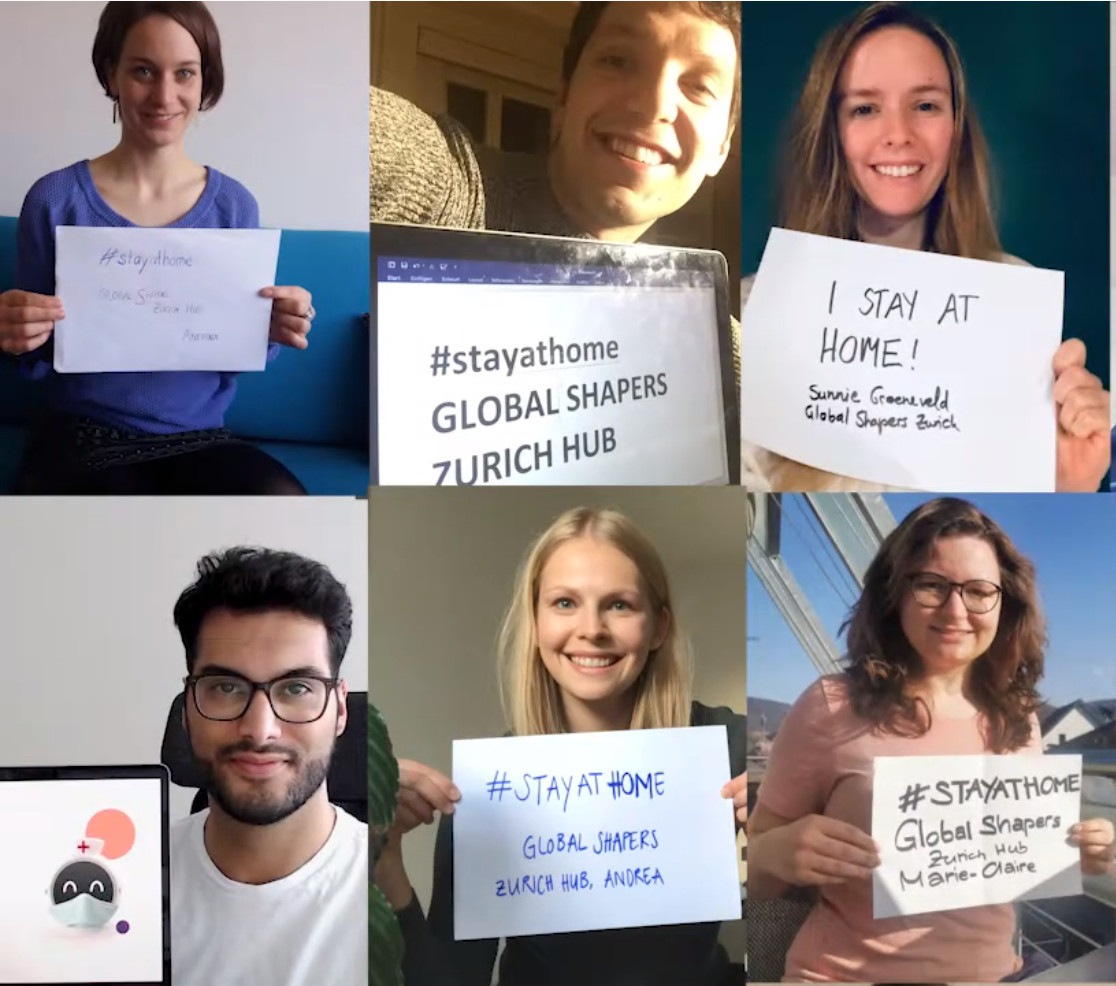 #stayathome
GLOBAL SHAPERS
ZURICH HUB
#stayathome
GLOBAL SHAPERS
ZURICH HUB
I STAY AT
HOME!
Sunnie Groeneveld
Global Shapers Zurich
#STAYATHOME
GLOBAL SHAPERS
ZURICH HUB, ANDREA
#STAYATHOME
Global Shapers
Zurich Hub
Marie-Claire